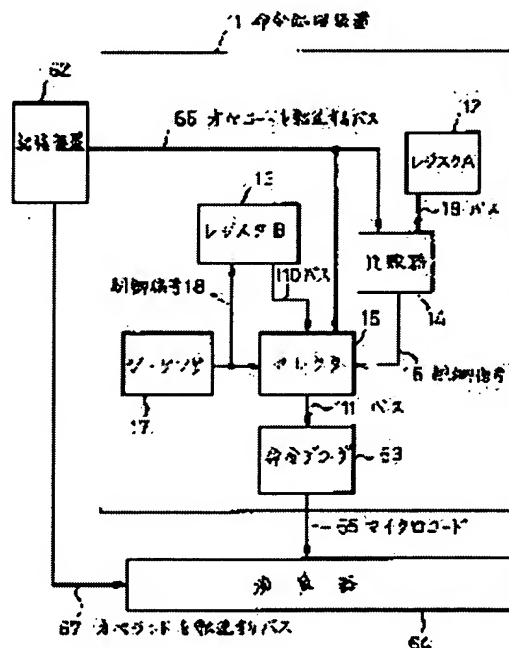 11 命令処理装置
62
記憶装置
66 オペコードを転送するバス
12
レジスタA
19 バス
13
レジスタB
110 バス
比較器
14
制御信号18
15
シーケンサ
17
セレクタ
16 制御信号
111 バス
命令デコーダ
63
65 マイクロコード
演算器
67 オペランドを転送するバス
64